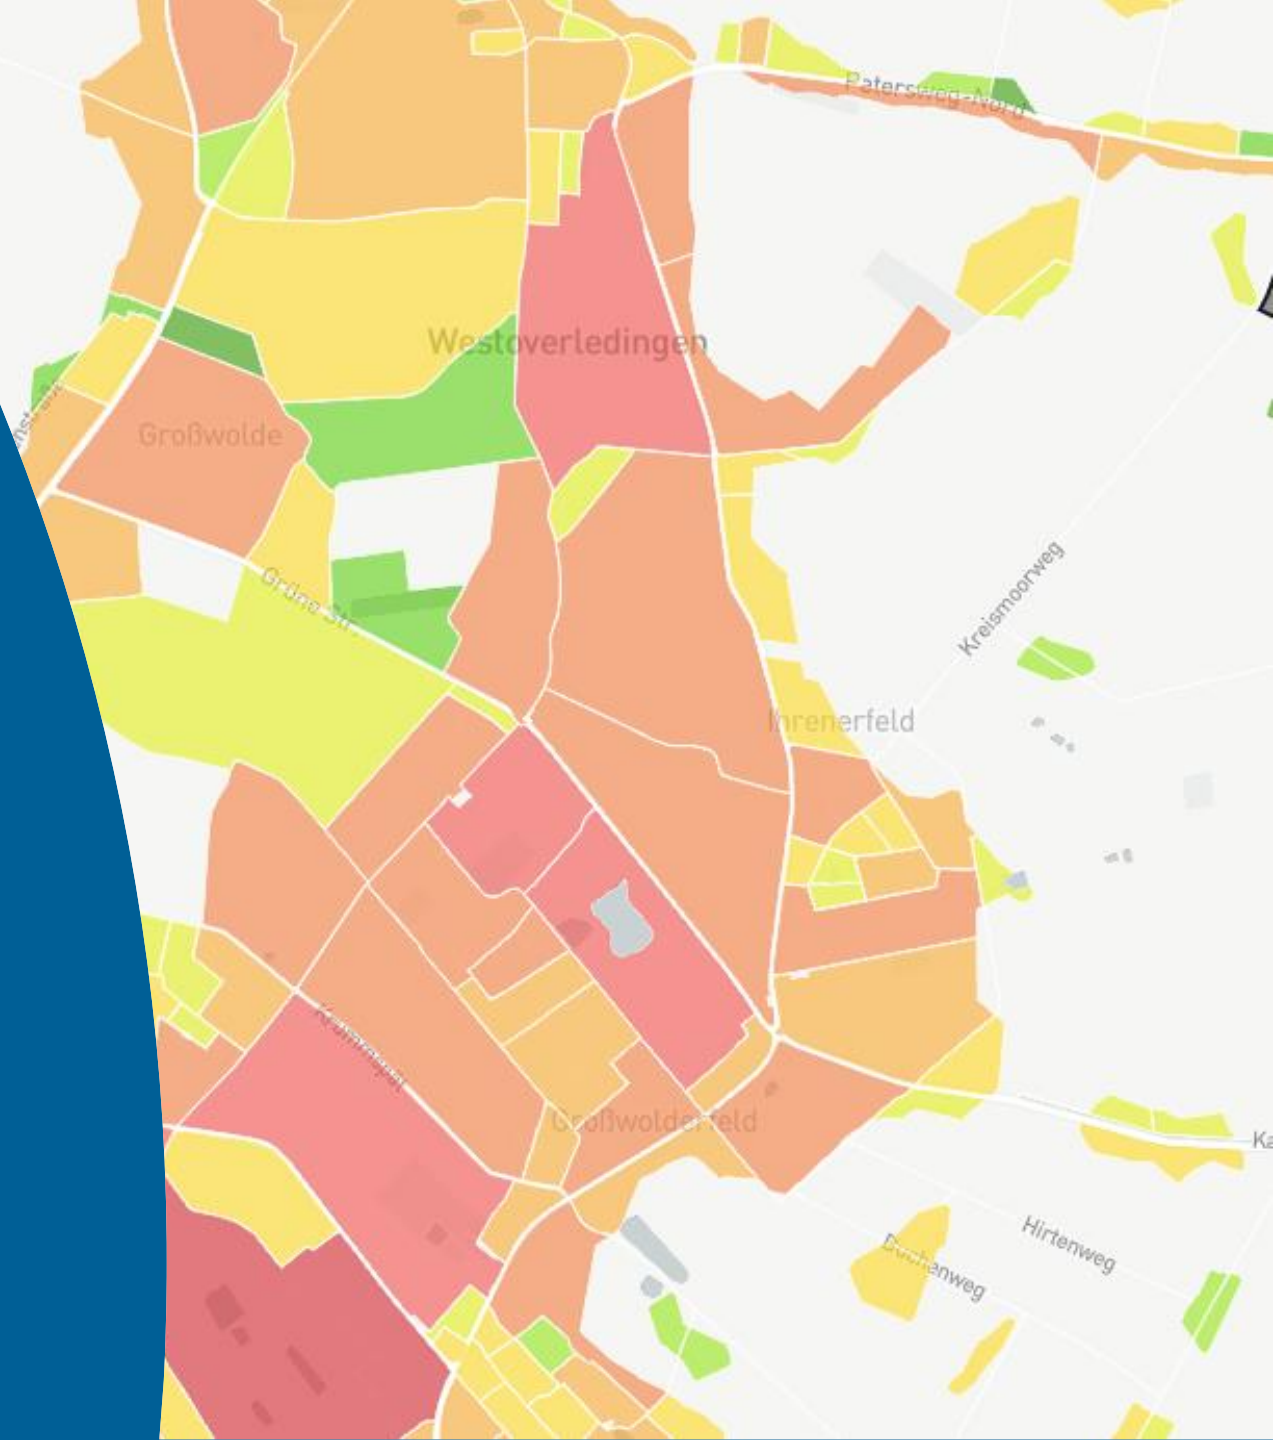 Patersweg-Nord
Westoverledingen
Großwolde
Grüne Str.
Kreismoorweg
Ihrenerfeld
Großwolderfeld
Hirtenweg
Buchenweg